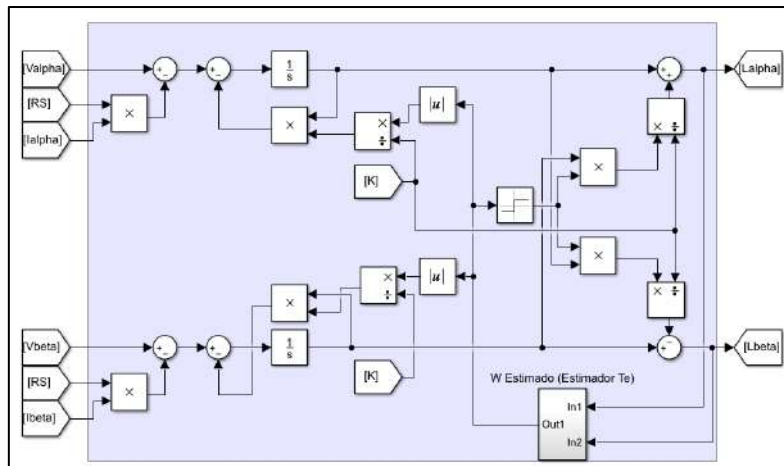 [Valpha]
[RS]
[Ialpha]
+
−
×
+
−
1
s
×
×
÷
|u|
[K]
+
+
×
÷
×
[Lalpha]
×
×
÷
+
−
[Vbeta]
[RS]
[Ibeta]
+
−
×
+
−
×
1
s
×
÷
|u|
[K]
[Lbeta]
W Estimado (Estimador Te)
Out1
In1
In2